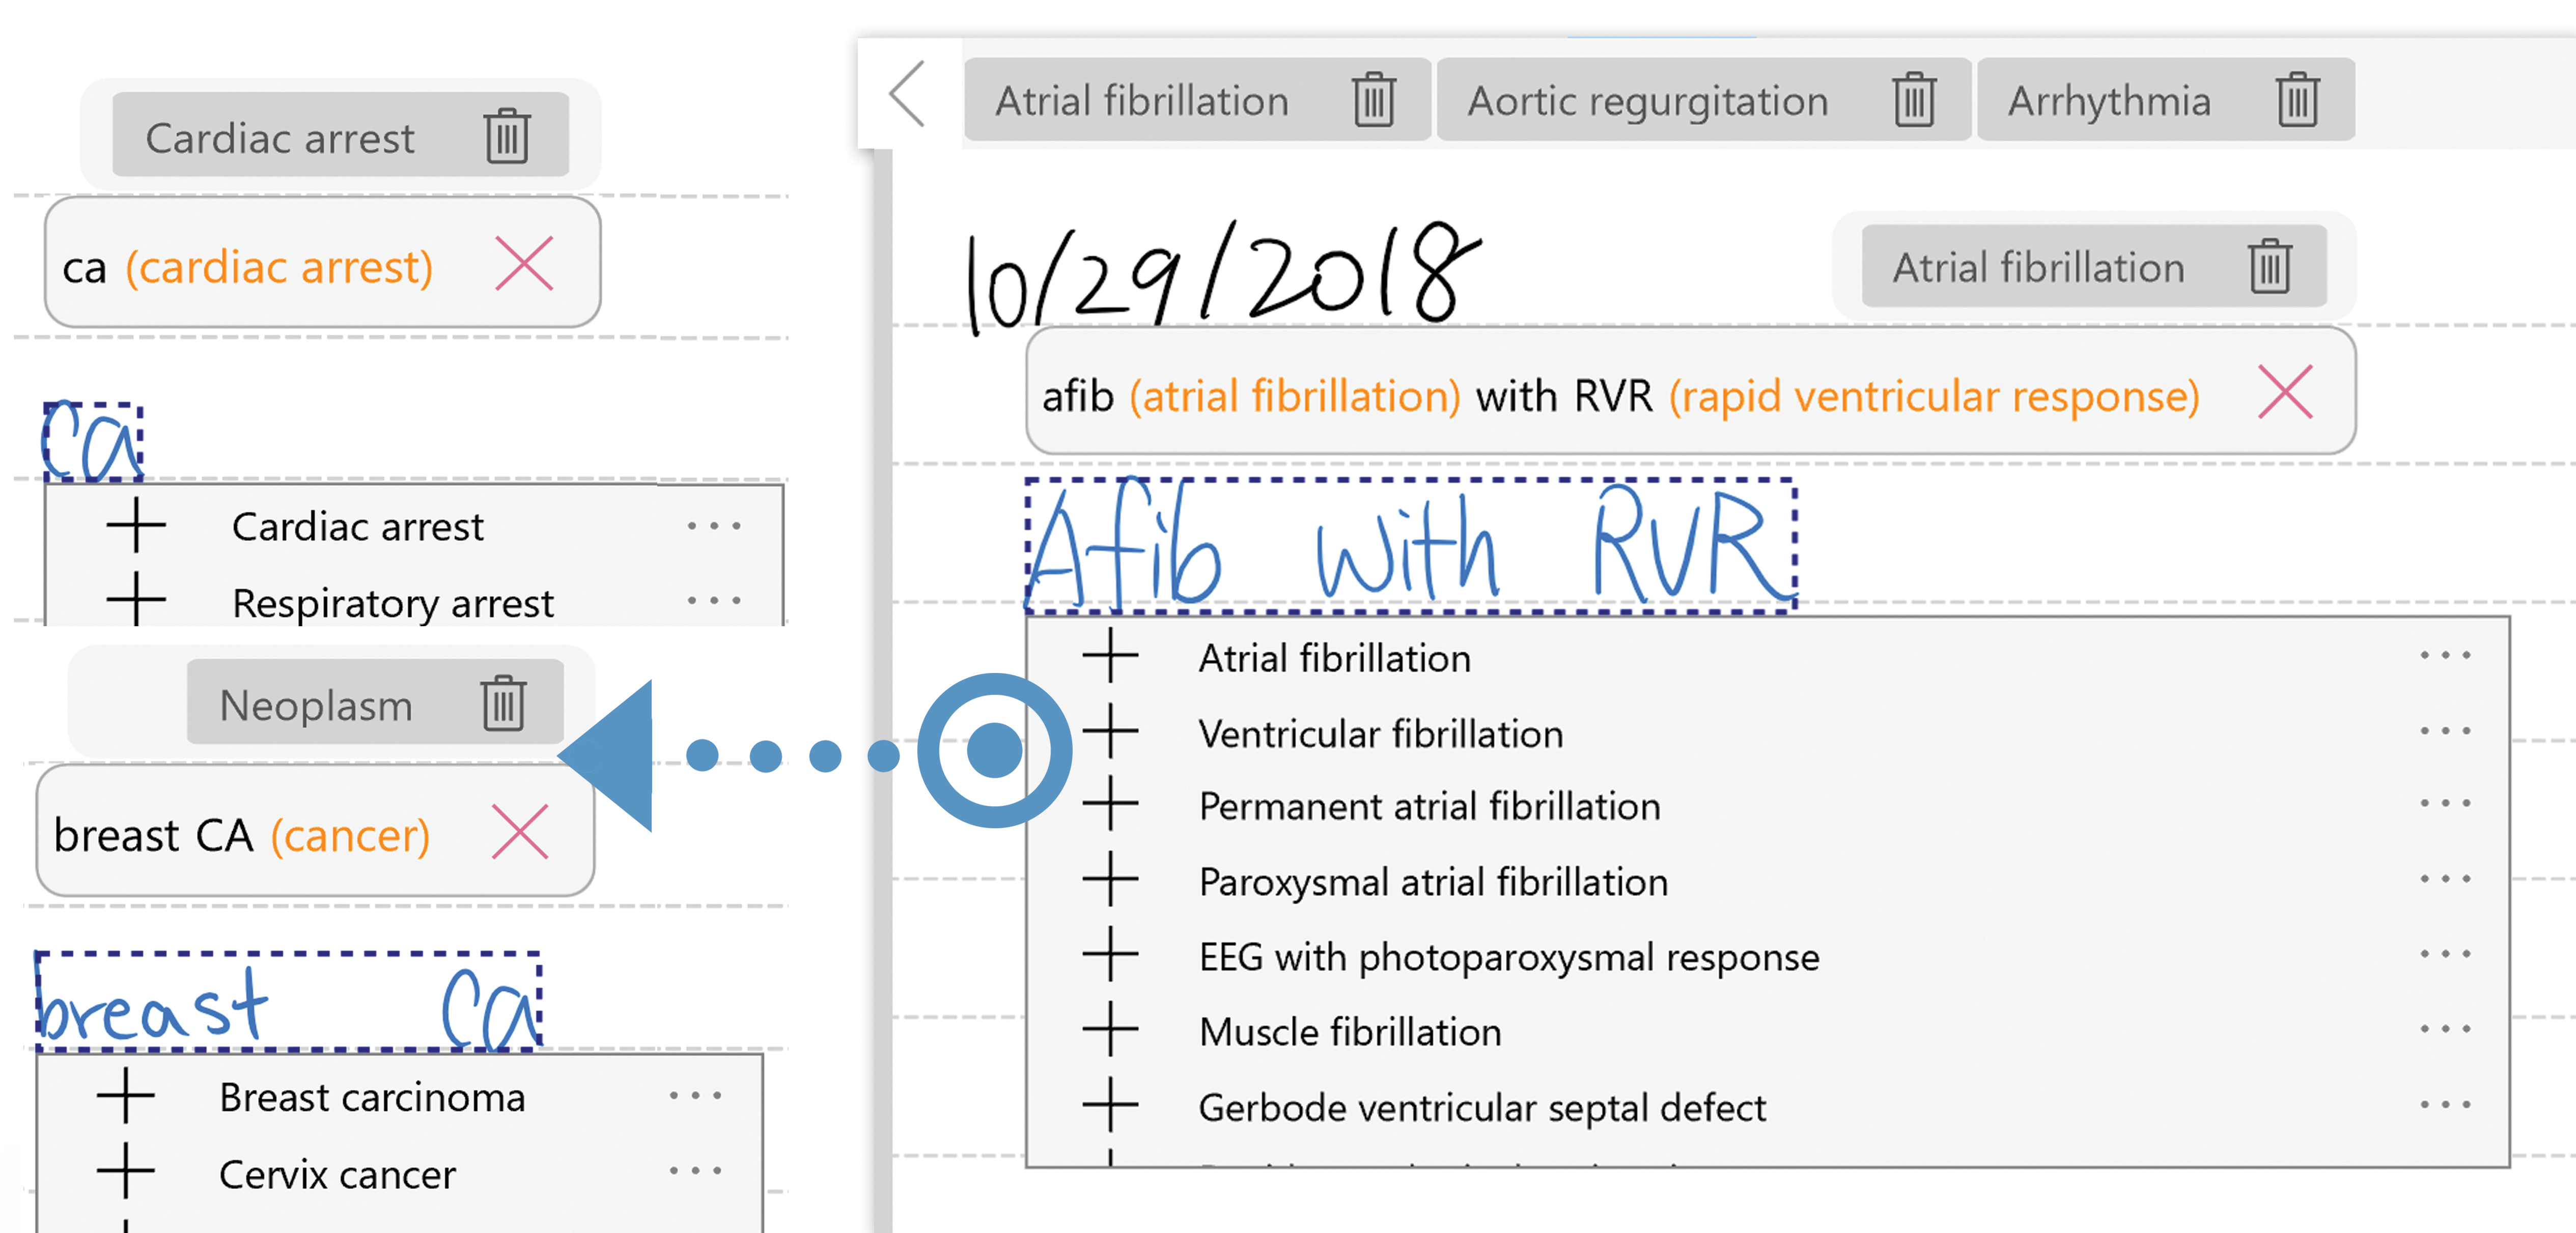 Cardiac arrest
ca (cardiac arrest)
ca
Cardiac arrest
Respiratory arrest
Neoplasm
breast CA (cancer)
breast Ca
Breast carcinoma
Cervix cancer
Atrial fibrillation Aortic regurgitation Arrhythmia
10/29/2018
Atrial fibrillation
afib (atrial fibrillation) with RVR (rapid ventricular response)
Afib with RVR
Atrial fibrillation
Ventricular fibrillation
Permanent atrial fibrillation
Paroxysmal atrial fibrillation
EEG with photoparoxysmal response
Muscle fibrillation
Gerbode ventricular septal defect